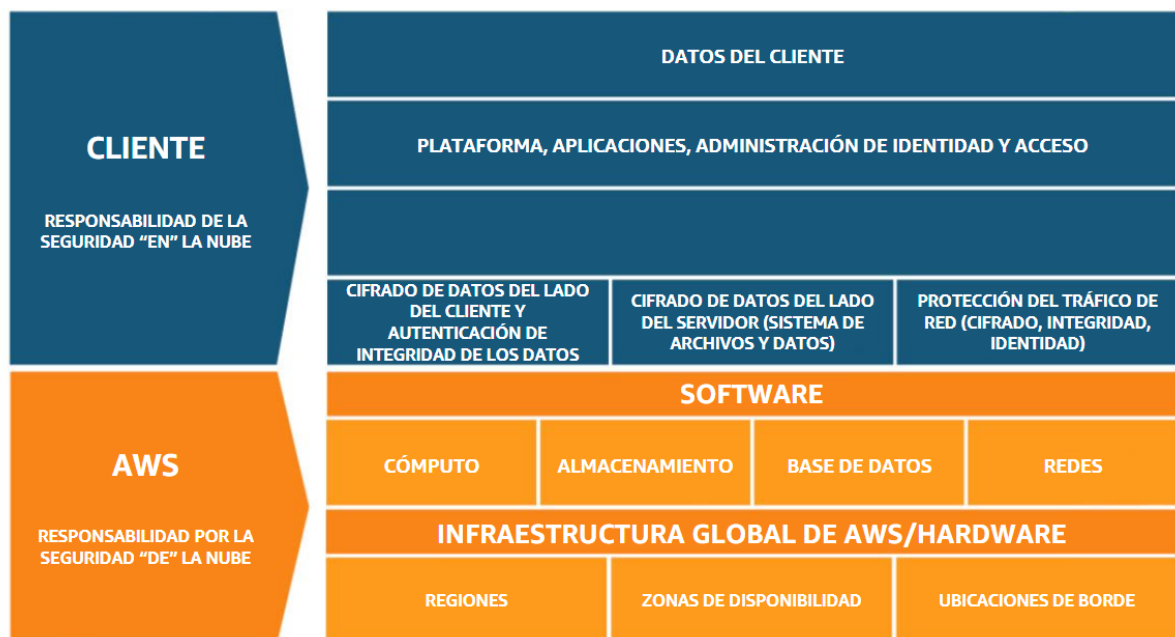 DATOS DEL CLIENTE
CLIENTE
RESPONSABILIDAD DE LA
SEGURIDAD “EN” LA NUBE
PLATAFORMA, APLICACIONES, ADMINISTRACIÓN DE IDENTIDAD Y ACCESO
CIFRADO DE DATOS DEL LADO
DEL CLIENTE Y
AUTENTICACIÓN DE
INTEGRIDAD DE LOS DATOS
CIFRADO DE DATOS DEL LADO
DEL SERVIDOR (SISTEMA DE
ARCHIVOS Y DATOS)
PROTECCIÓN DEL TRÁFICO DE
RED (CIFRADO, INTEGRIDAD,
IDENTIDAD)
AWS
RESPONSABILIDAD POR LA
SEGURIDAD “DE” LA NUBE
SOFTWARE
CÓMPUTO
ALMACENAMIENTO
BASE DE DATOS
REDES
INFRAESTRUCTURA GLOBAL DE AWS/HARDWARE
REGIONES
ZONAS DE DISPONIBILIDAD
UBICACIONES DE BORDE